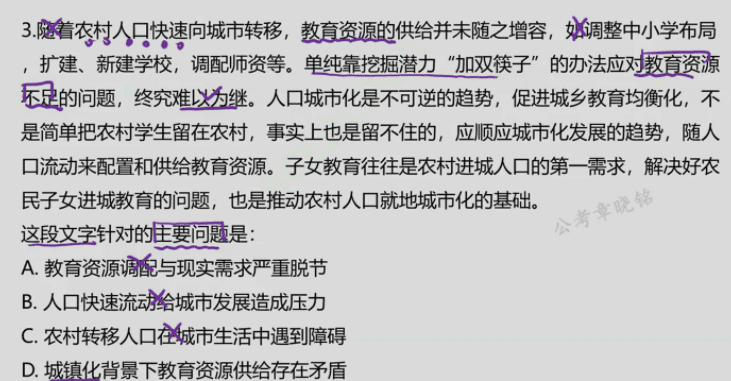 3.随着农村人口快速向城市转移，教育资源的供给并未随之增容，如调整中小学布局
，扩建、新建学校，调配师资等。单纯靠挖掘潜力“加双筷子”的办法应对教育资源
不足的问题，终究难以为继。人口城市化是不可逆的趋势，促进城乡教育均衡化，不
是简单把农村学生留在农村，事实上也是留不住的，应顺应城市化发展的趋势，随人
口流动来配置和供给教育资源。子女教育往往是农村进城人口的第一需求，解决好农
民子女进城教育的问题，也是推动农村人口就地城市化的基础。
公考章晓铭
这段文字针对的主要问题是：
A. 教育资源调配与现实需求严重脱节
B. 人口快速流动给城市发展造成压力
C. 农村转移人口在城市生活中遇到障碍
D. 城镇化背景下教育资源供给存在矛盾